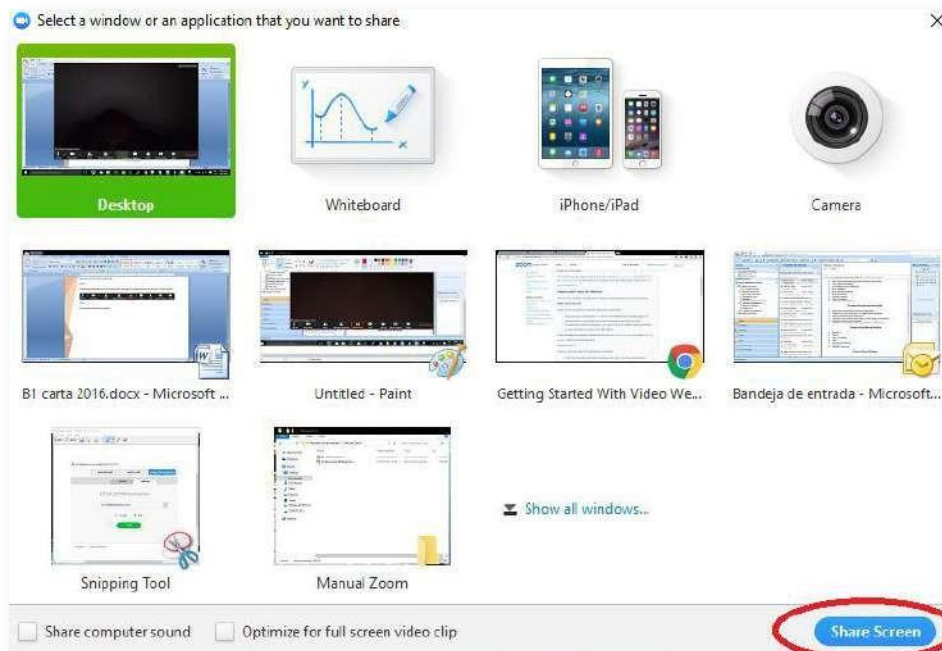 Select a window or an application that you want to share
Desktop
Whiteboard
iPhone/iPad
Camera
B1 carta 2016.docx - Microsoft ...
Untitled - Paint
Getting Started With Video We...
Bandeja de entrada - Microsoft...
Snipping Tool
Manual Zoom
Show all windows...
Share computer sound
Optimize for full screen video clip
Share Screen